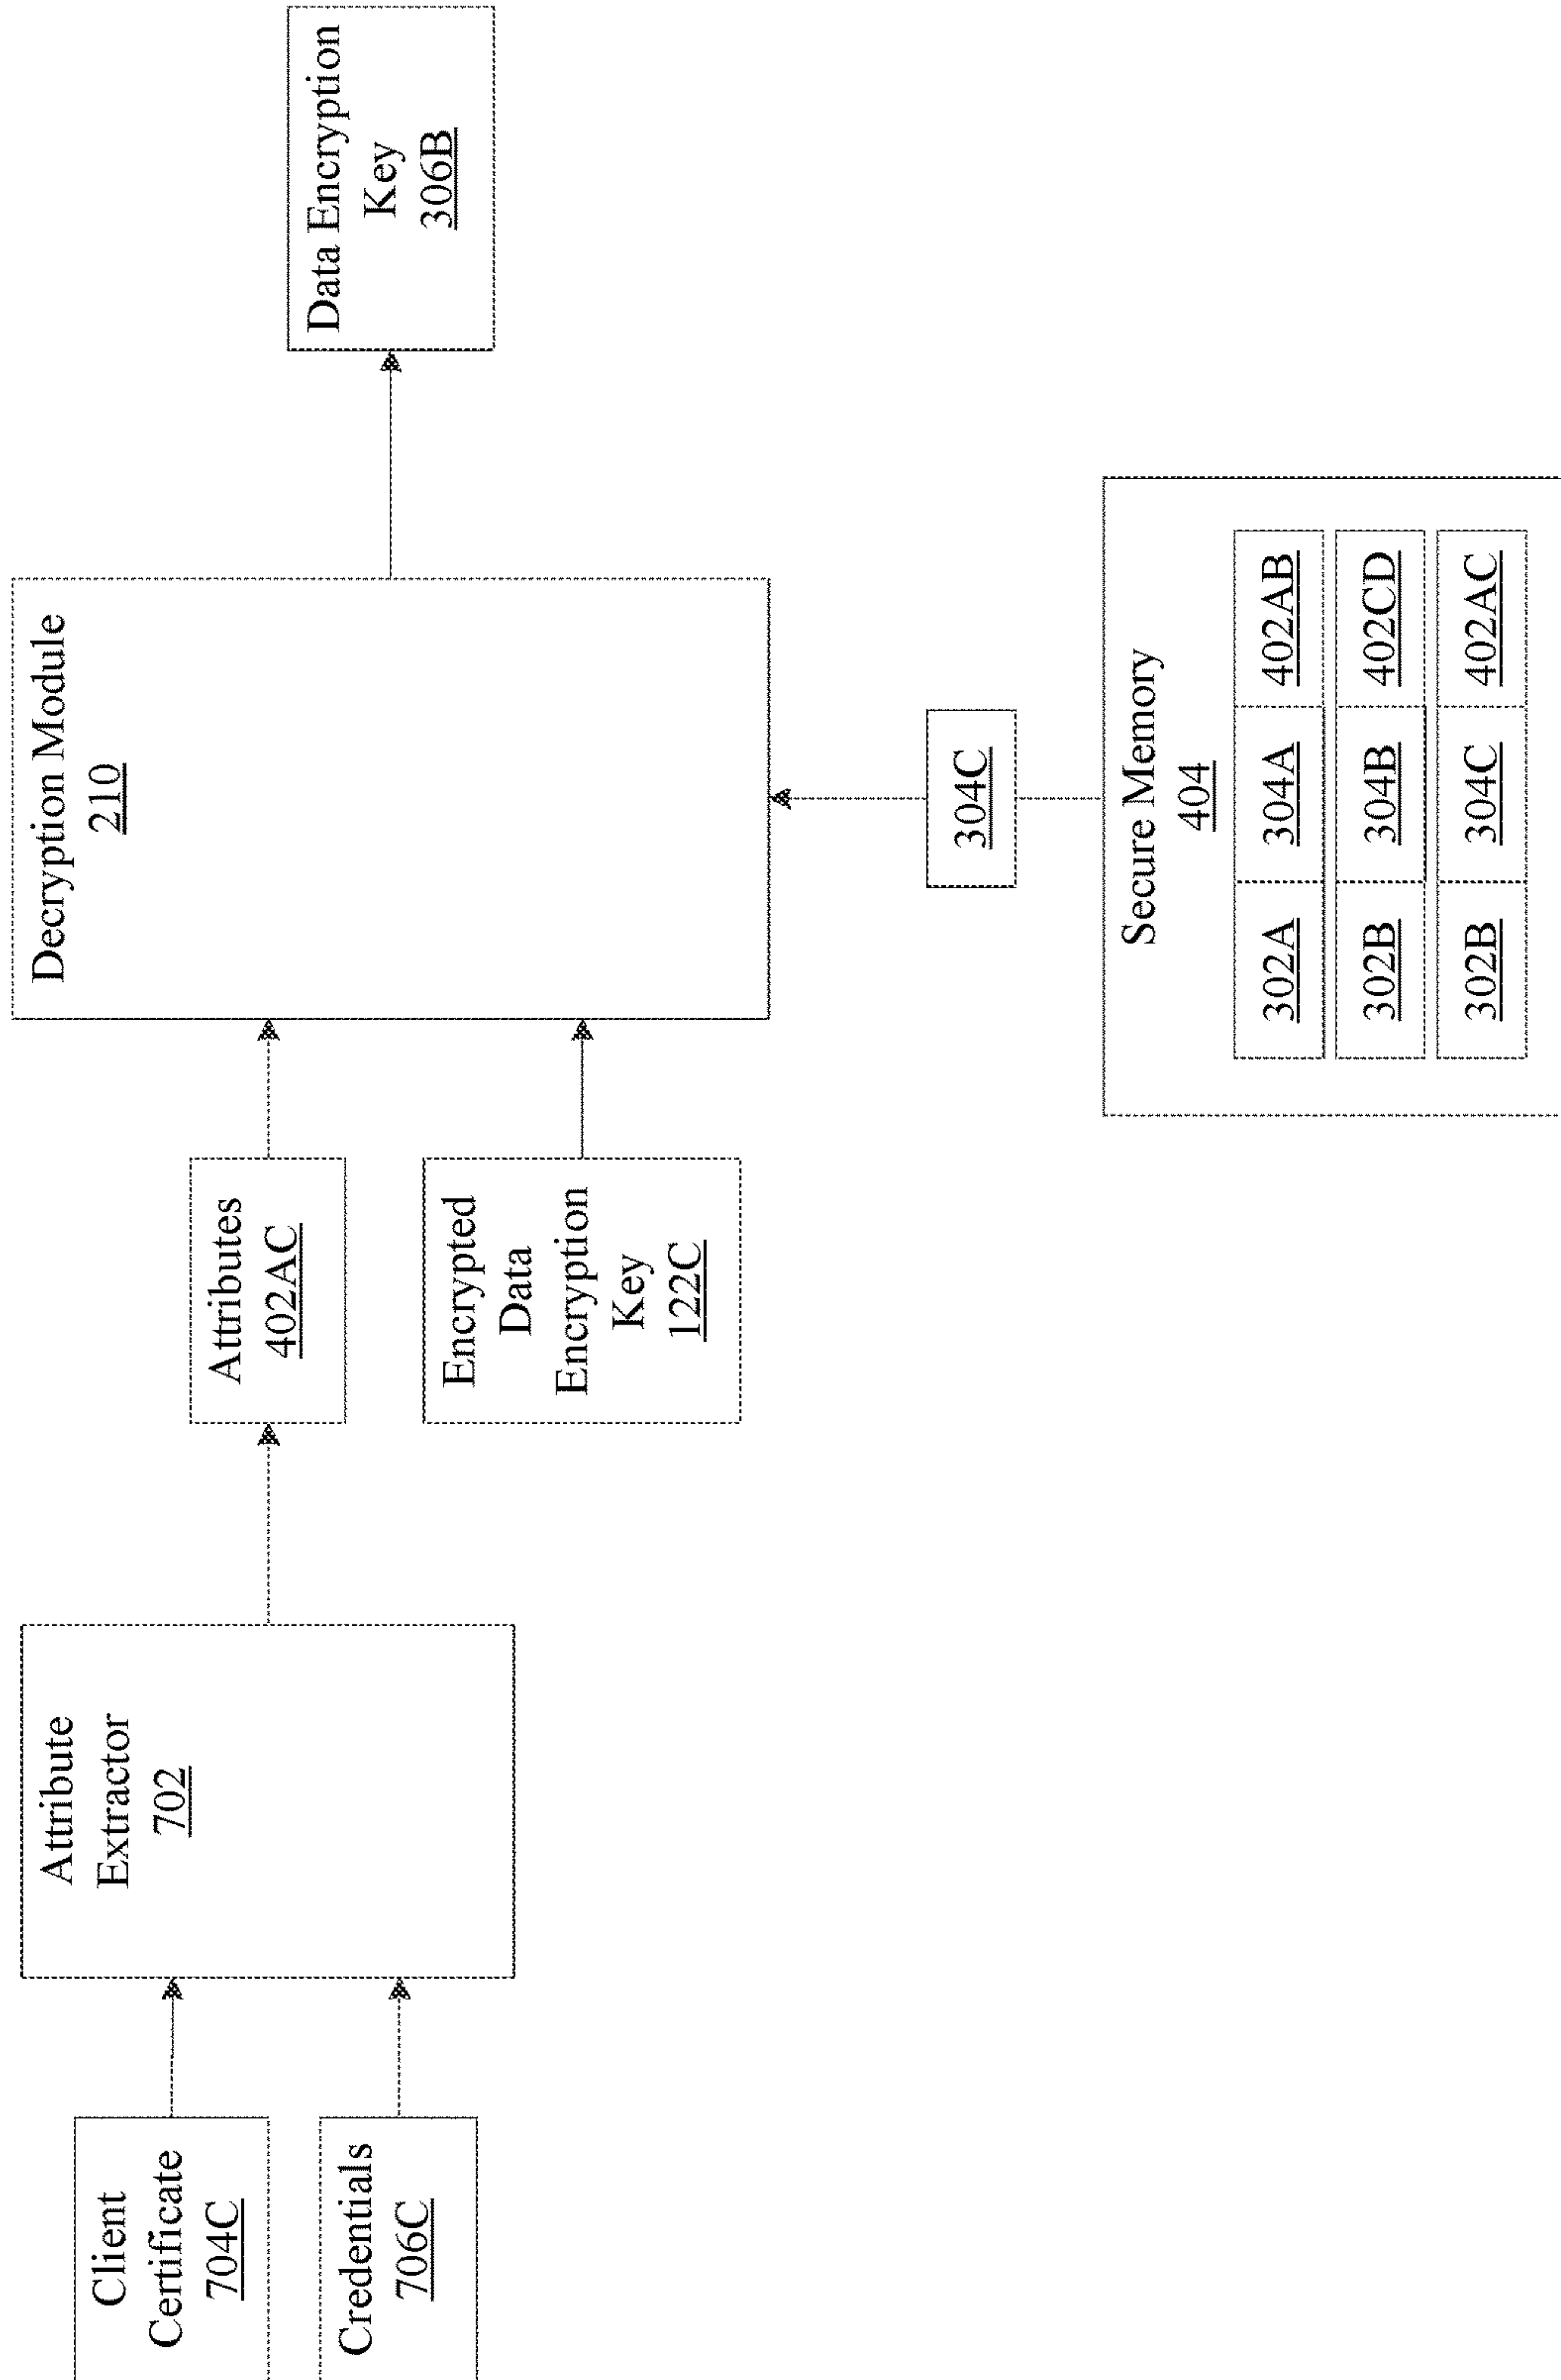 Client
Certificate
704C
Credentials
706C
Attribute
Extractor
702
Attributes
402AC
Encrypted
Data
Encryption
Key
122C
Decryption Module
210
Data Encryption
Key
306B
304C
Secure Memory
404
302A 304A 402AB
302B 304B 402CD
302B 304C 402AC